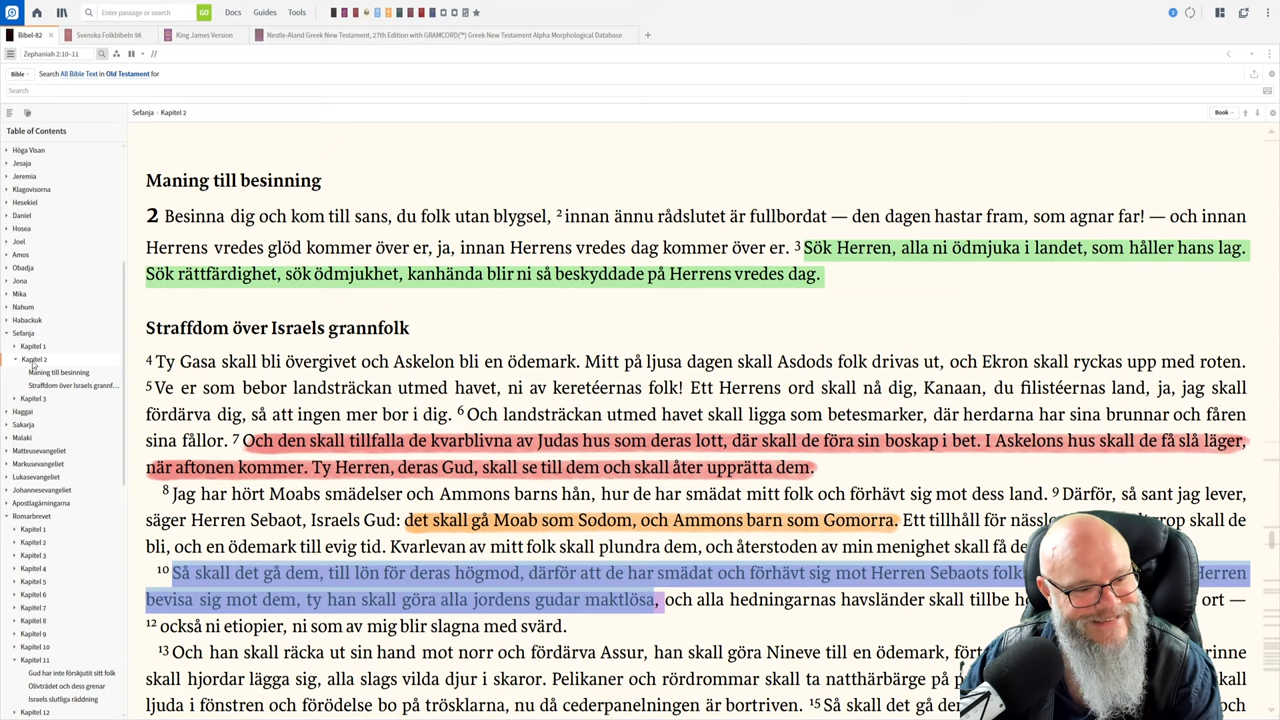 Enter passage or search
GO
Docs
Guides
Tools
Bibel-82
Svenska Folkbibeln 98
King James Version
Nestle-Aland Greek New Testament, 27th Edition with GRAMCORD(™) Greek New Testament Alpha Morphological Database
Zephaniah 2:10–11
Bible
Search All Bible Text in Old Testament for
Search
Table of Contents
Höga Visan
Jesaja
Jeremia
Klagovisorna
Hesekiel
Daniel
Hosea
Joel
Amos
Obadja
Jona
Mika
Nahum
Habackuk
Sefanja
Kapitel 1
Kapitel 2
Maning till besinning
Straffdom över Israels grannf...
Kapitel 3
Haggai
Sakarja
Malaki
Matteusevangeliet
Markusevangeliet
Lukasevangeliet
Johannesevangeliet
Apostlagärningarna
Romarbrevet
Kapitel 1
Kapitel 2
Kapitel 3
Kapitel 4
Kapitel 5
Kapitel 6
Kapitel 7
Kapitel 8
Kapitel 9
Kapitel 10
Kapitel 11
Gud har inte förskjutit sitt folk
Olivträdet och dess grenar
Israels slutliga räddning
Kapitel 12
Sefanja › Kapitel 2
Book
Maning till besinning
2 Besinna dig och kom till sans, du folk utan blygsel, 2 innan ännu rådslutet är fullbordat — den dagen hastar fram, som agnar far! — och innan
Herrens vredes glöd kommer över er, ja, innan Herrens vredes dag kommer över er. 3 Sök Herren, alla ni ödmjuka i landet, som håller hans lag.
Sök rättfärdighet, sök ödmjukhet, kanhända blir ni så beskyddade på Herrens vredes dag.
Straffdom över Israels grannfolk
4 Ty Gasa skall bli övergivet och Askelon bli en ödemark. Mitt på ljusa dagen skall Asdods folk drivas ut, och Ekron skall ryckas upp med roten.
5 Ve er som bebor landsträckan utmed havet, ni av keretéernas folk! Ett Herrens ord skall nå dig, Kanaan, du filistéernas land, ja, jag skall
fördärva dig, så att ingen mer bor i dig. 6 Och landsträckan utmed havet skall ligga som betesmarker, där herdarna har sina brunnar och fåren
sina fållor. 7 Och den skall tillfalla de kvarblivna av Judas hus som deras lott, där skall de föra sin boskap i bet. I Askelons hus skall de få slå läger,
när aftonen kommer. Ty Herren, deras Gud, skall se till dem och skall åter upprätta dem.
8 Jag har hört Moabs smädelser och Ammons barns hån, hur de har smädat mitt folk och förhävt sig mot dess land. 9 Därför, så sant jag lever,
säger Herren Sebaot, Israels Gud: det skall gå Moab som Sodom, och Ammons barn som Gomorra. Ett tillhåll för nässlor skall de
bli, och en ödemark till evig tid. Kvarlevan av mitt folk skall plundra dem, och återstoden av min menighet skall få
10 Så skall det gå dem, till lön för deras högmod, därför att de har smädat och förhävt sig mot Herren Sebaots folk Herren
bevisa sig mot dem, ty han skall göra alla jordens gudar maktlösa, och alla hedningarnas havsländer skall tillbe ort —
12 också ni etiopier, ni som av mig blir slagna med svärd
13 Och han skall räcka ut sin hand mot norr och fördärva Assur, han skall göra Nineve till en ödemark,
skall hjordar lägga sig, alla slags vilda djur i skaror. Pelikaner och rördromar skall ta natthärbärge på skall
ljuda i fönstren och förödelse bo på trösklarna, nu då cederpanelningen är bortriven. 15 Så skall det gå och